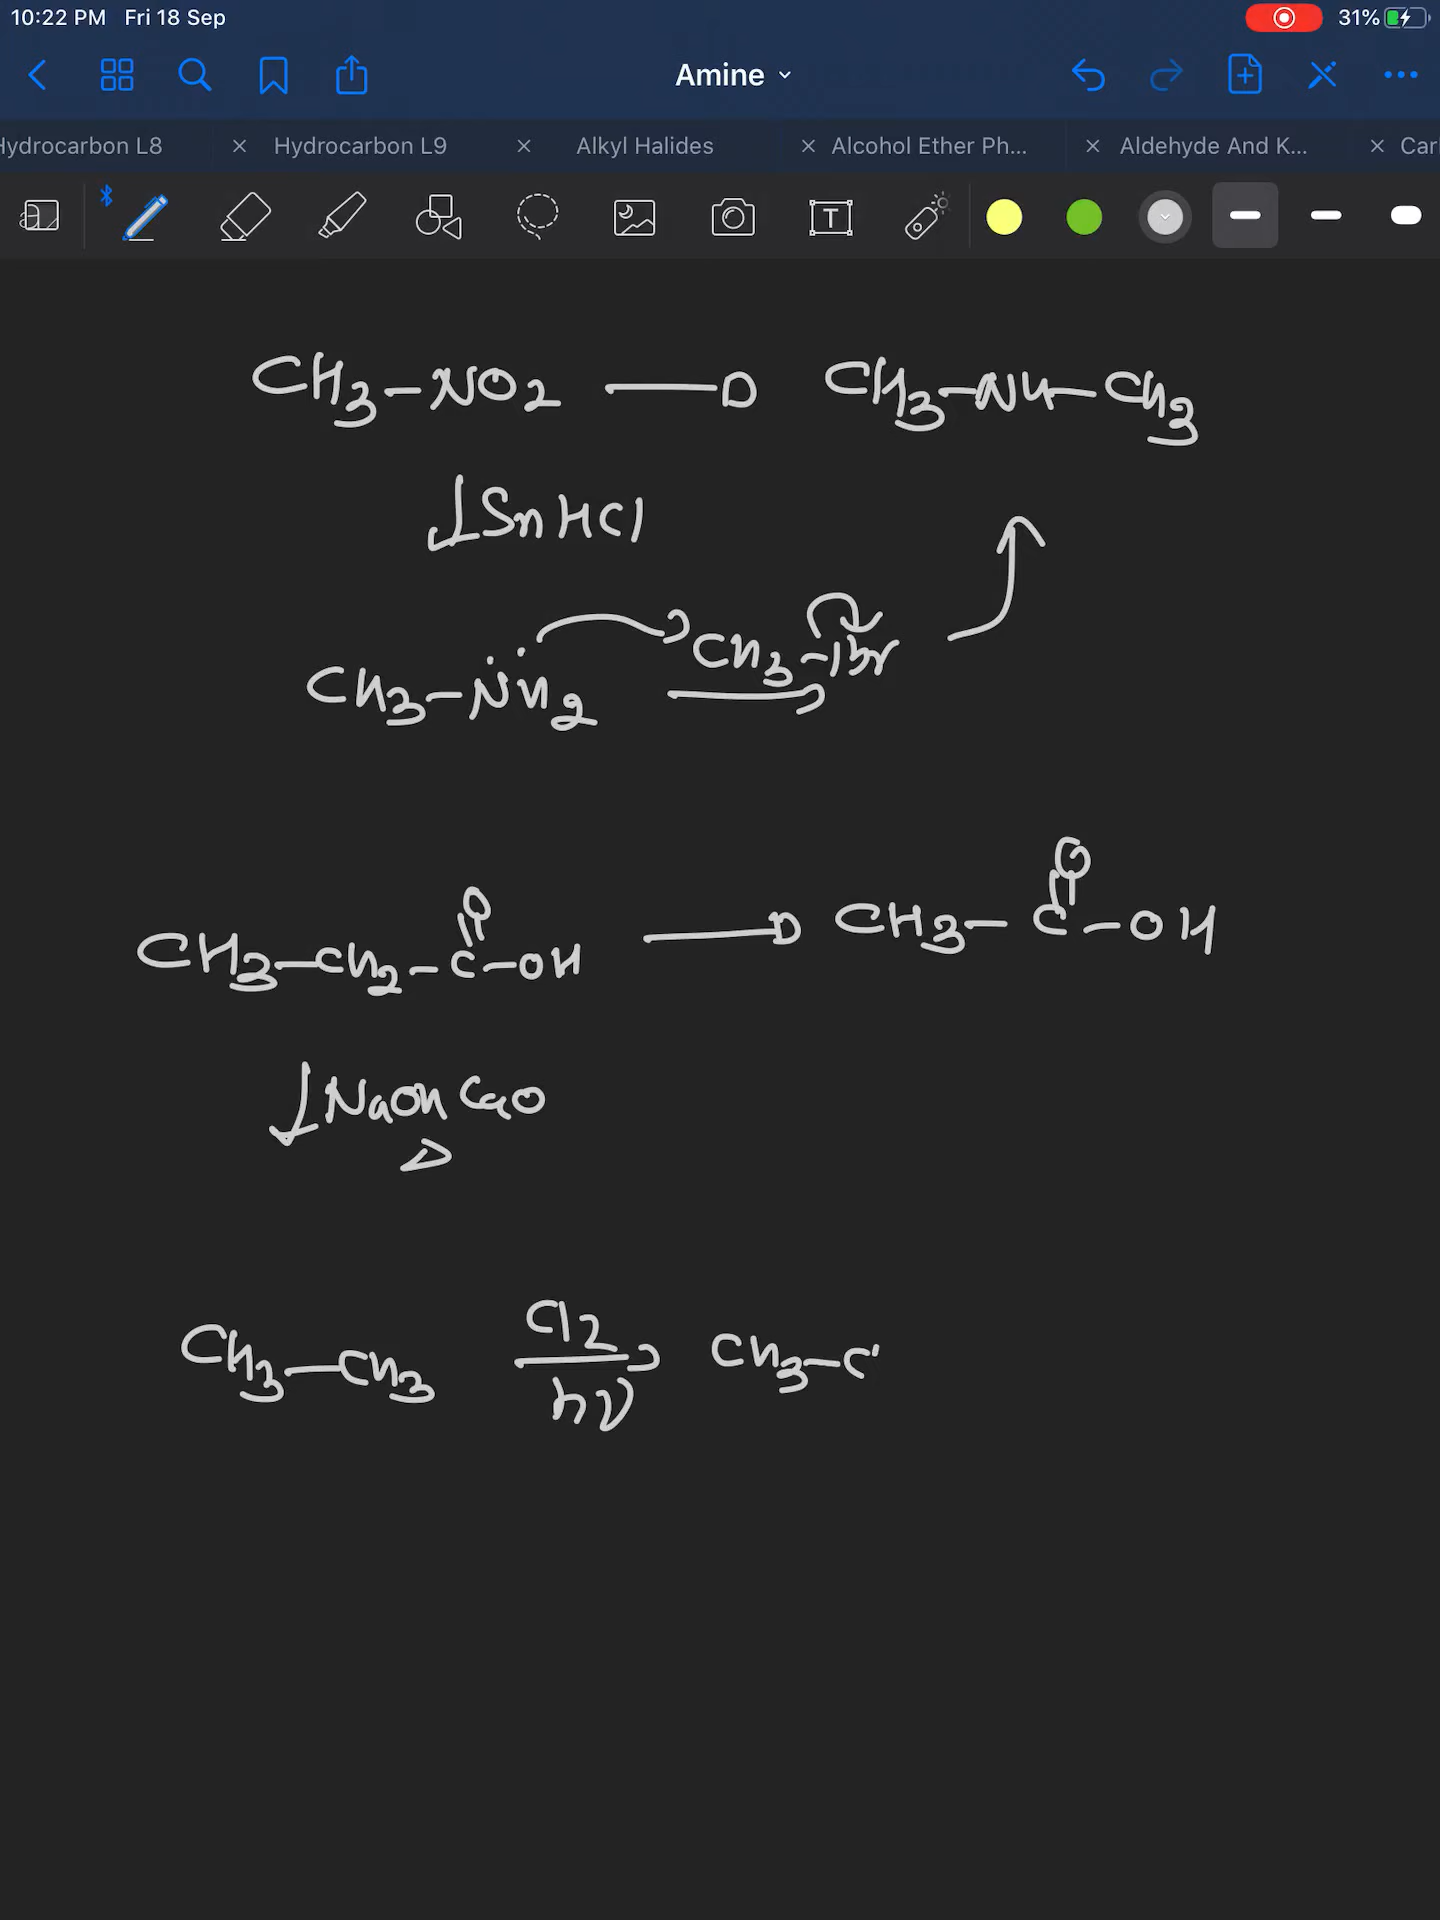 10:22 PM Fri 18 Sep 31%
Amine
Hydrocarbon L8 Hydrocarbon L9 Alkyl Halides Alcohol Ether Ph... Aldehyde And K... Car
T
CH3-NO2 → CH3-NH-CH3
↓ Sn HCl
CH3-Br
CH3-NH2 →
O
O
CH3-CH2-C-OH → CH3-C-OH
↓ NaOH CaO
Δ
Cl2
CH3-CH3 → CH3-C
hν